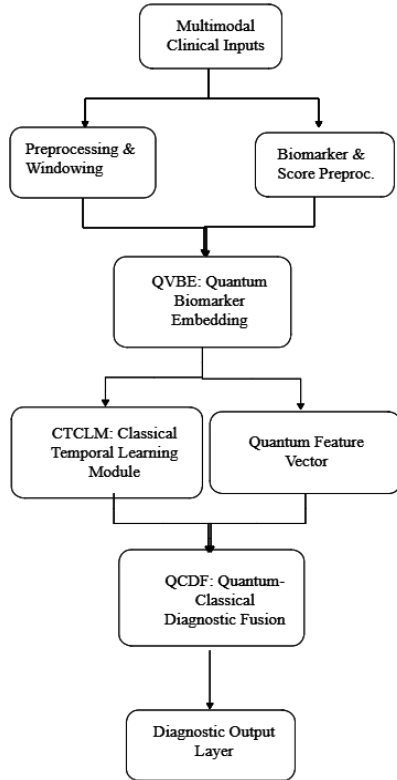 Multimodal
Clinical Inputs
Preprocessing &
Windowing
Biomarker &
Score Preproc.
QVBE: Quantum
Biomarker
Embedding
CTCLM: Classical
Temporal Learning
Module
Quantum Feature
Vector
QCDF: Quantum-
Classical
Diagnostic Fusion
Diagnostic Output
Layer